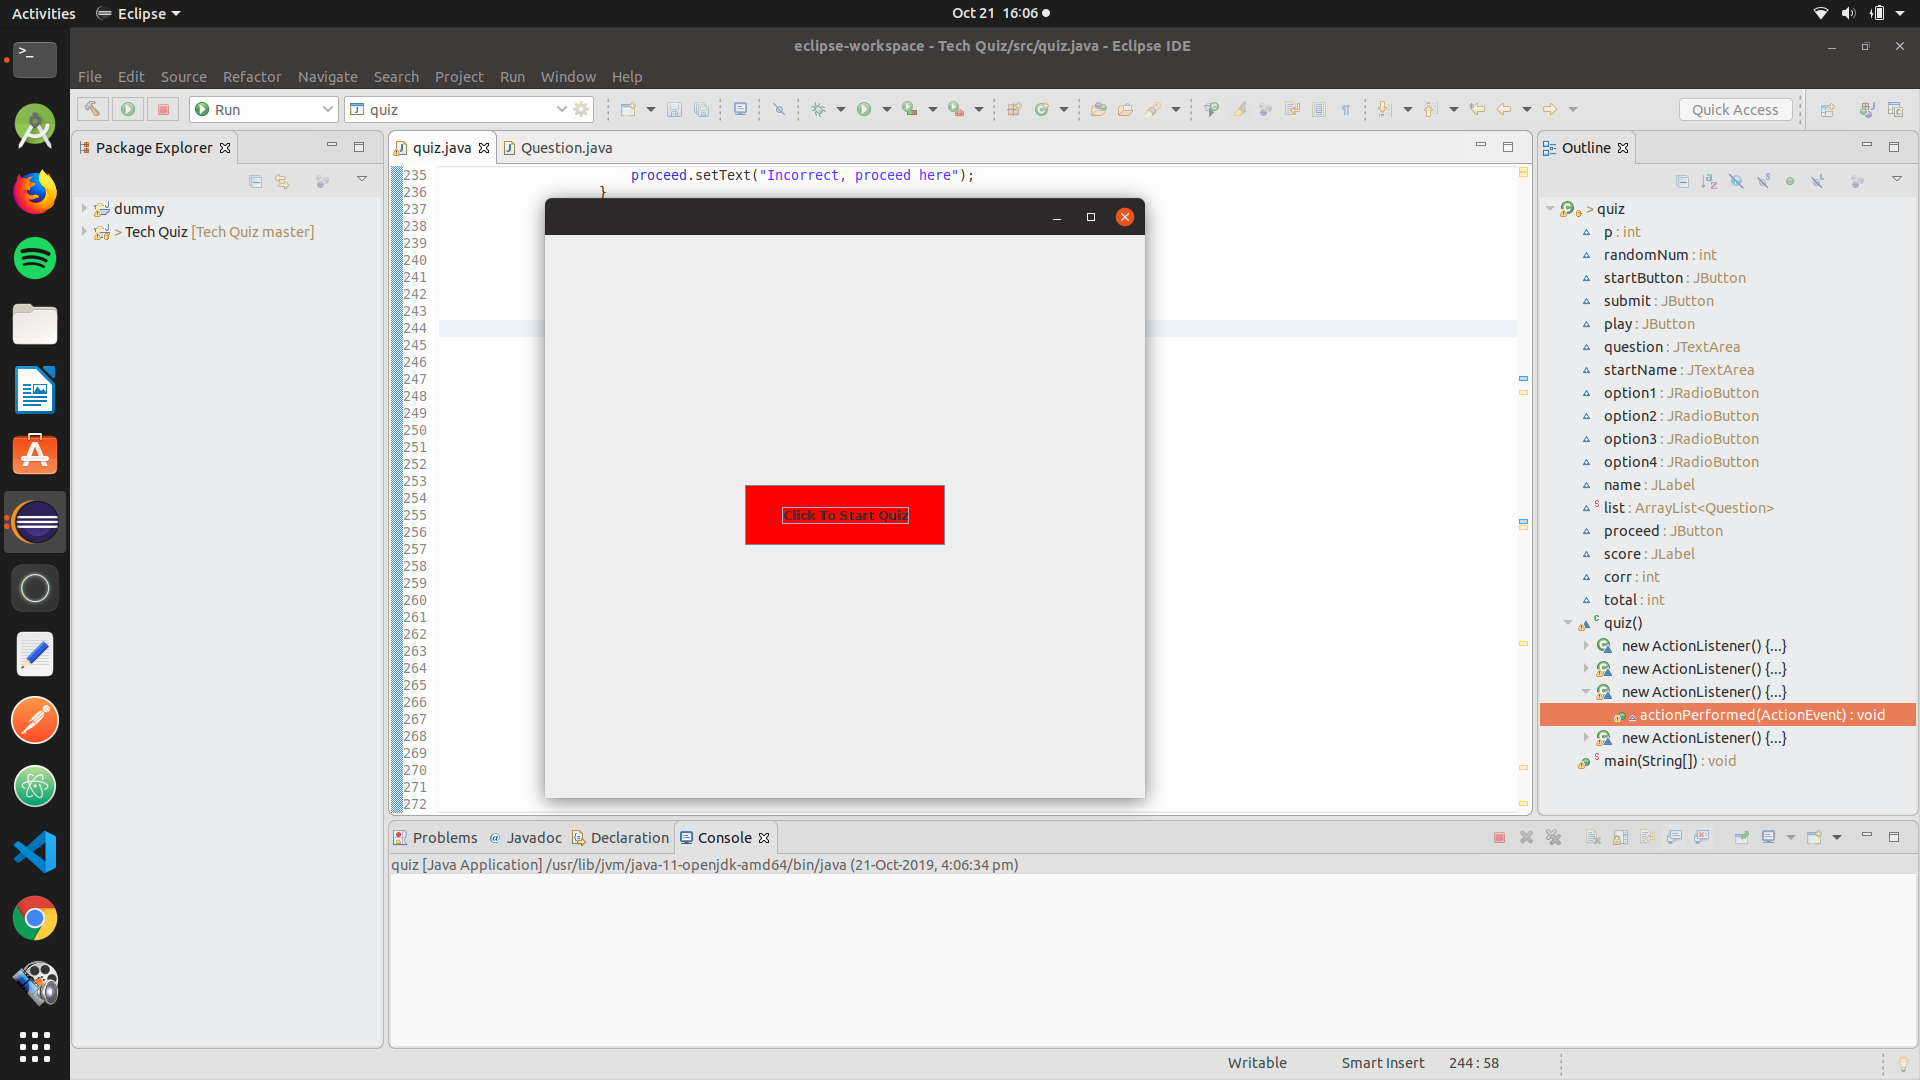 Activities Eclipse Oct 21 16:06
eclipse-workspace - Tech Quiz/src/quiz.java - Eclipse IDE
File Edit Source Refactor Navigate Search Project Run Window Help
Run quiz Quick Access
Package Explorer
dummy
> Tech Quiz [Tech Quiz master]
quiz.java Question.java
235 proceed.setText("Incorrect, proceed here");
236 }
237
238
239
240
241
242
243
244
245
246
247
248
249
250
251
252
253
254
255
256
257
258
259
260
261
262
263
264
265
266
267
268
269
270
271
272
Click To Start Quiz
Outline
> quiz
p : int
randomNum : int
startButton : JButton
submit : JButton
play : JButton
question : JTextArea
startName : JTextArea
option1 : JRadioButton
option2 : JRadioButton
option3 : JRadioButton
option4 : JRadioButton
name : JLabel
list : ArrayList<Question>
proceed : JButton
score : JLabel
corr : int
total : int
quiz()
new ActionListener() {...}
new ActionListener() {...}
new ActionListener() {...}
actionPerformed(ActionEvent) : void
new ActionListener() {...}
main(String[]) : void
Problems Javadoc Declaration Console
quiz [Java Application] /usr/lib/jvm/java-11-openjdk-amd64/bin/java (21-Oct-2019, 4:06:34 pm)
Writable Smart Insert 244 : 58